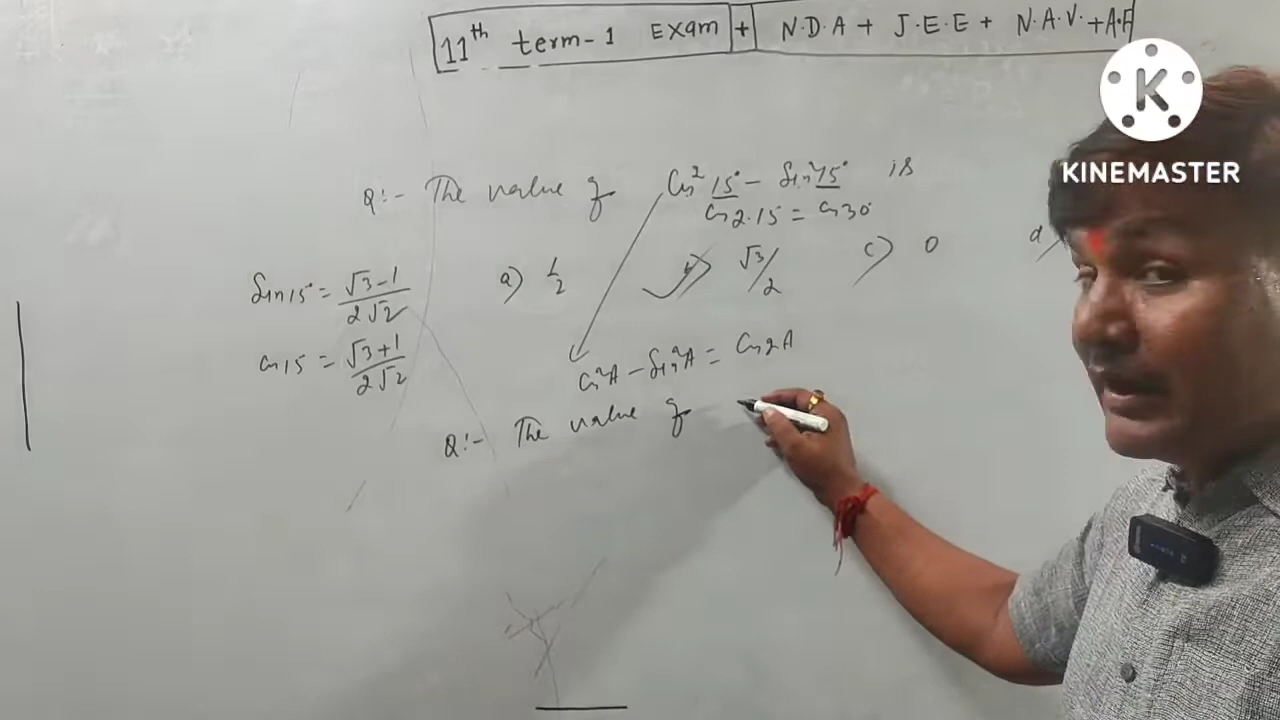 11th term-1 Exam + N.D.A + J.E.E + N.A.V. + A.F
K
KINEMASTER
Q:- The value of Cos² 15° - Sin² 15° is
Cos 2.15 = Cos 30°
a) 1/2 b) √3/2 c) 0 d)
Sin 15° = √3-1/2√2
Cos 15 = √3+1/2√2
Cos²A - Sin²A = Cos 2A
Q:- The value of